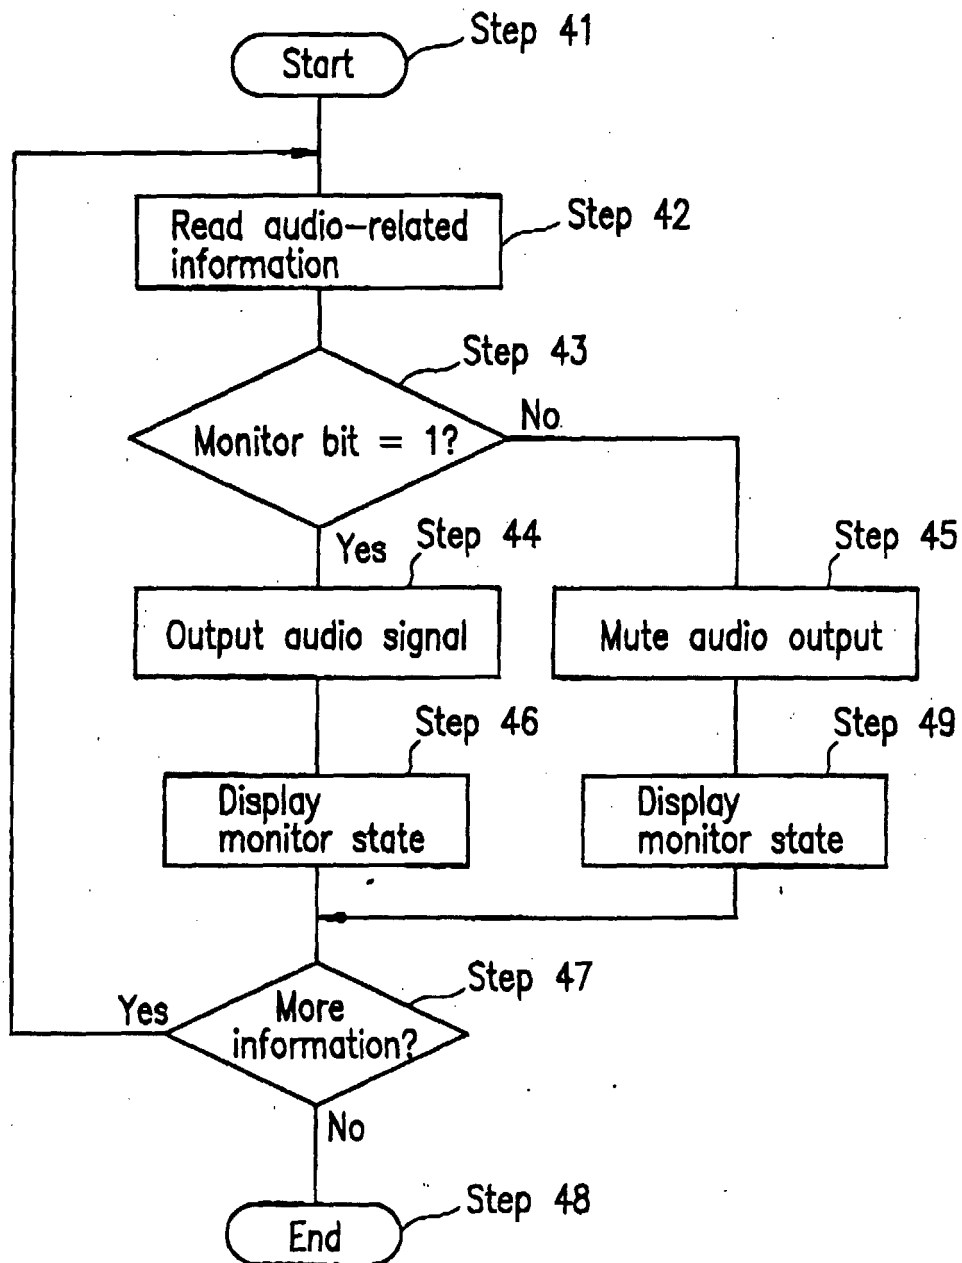 Step 41
Start
Read audio-related
information
Step 42
Step 43
Monitor bit = 1?
No
Yes
Step 44
Step 45
Output audio signal
Mute audio output
Step 46
Step 49
Display
monitor state
Display
monitor state
Step 47
Yes
More
information?
No
Step 48
End